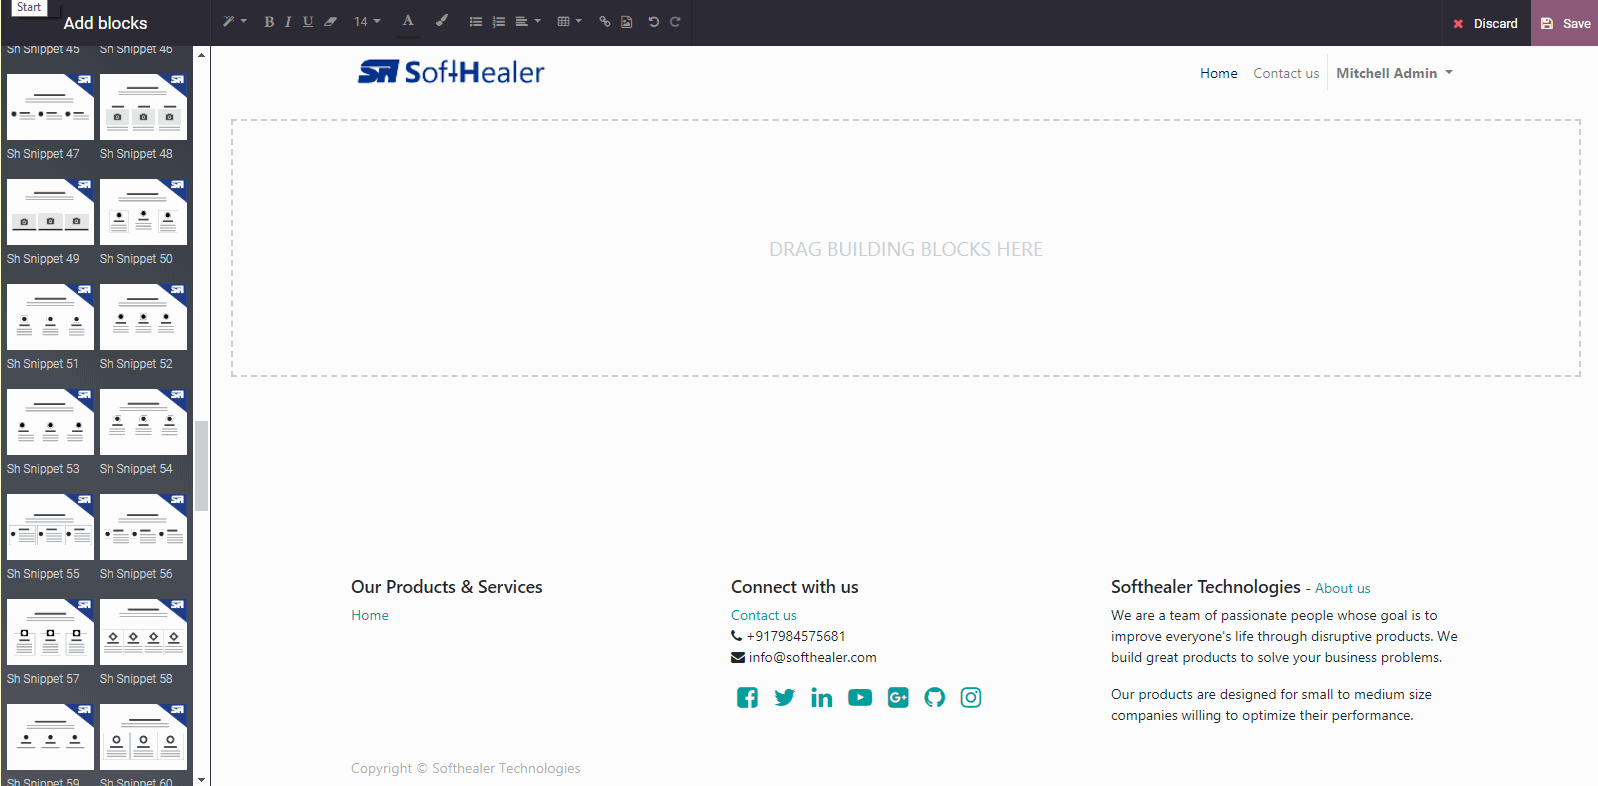 Start
Add blocks
B I U 14 A
Discard
Save
Sh Snippet 45 Sh Snippet 46
Sh Snippet 47 Sh Snippet 48
Sh Snippet 49 Sh Snippet 50
Sh Snippet 51 Sh Snippet 52
Sh Snippet 53 Sh Snippet 54
Sh Snippet 55 Sh Snippet 56
Sh Snippet 57 Sh Snippet 58
Sh Snippet 59 Sh Snippet 60
SoftHealer
Home Contact us Mitchell Admin
DRAG BUILDING BLOCKS HERE
Our Products & Services
Home
Connect with us
Contact us
+917984575681
info@softhealer.com
Softhealer Technologies - About us
We are a team of passionate people whose goal is to
improve everyone's life through disruptive products. We
build great products to solve your business problems.
Our products are designed for small to medium size
companies willing to optimize their performance.
Copyright © Softhealer Technologies